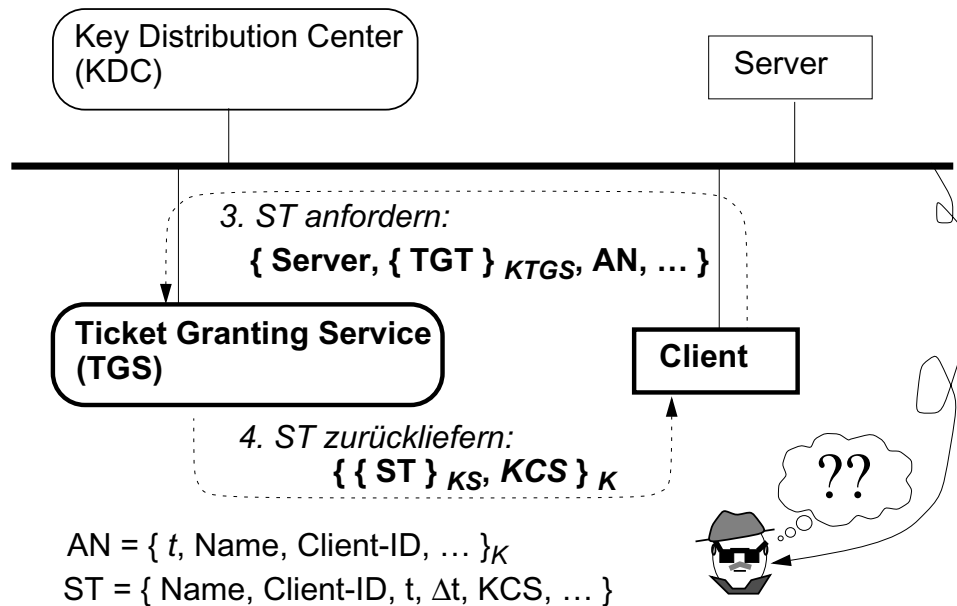 Key Distribution Center
(KDC)
Server
3. ST anfordern:
{ Server, { TGT } KTGS, AN, … }
Ticket Granting Service
(TGS)
Client
4. ST zurückliefern:
{ { ST } KS, KCS } K
??
AN = { t, Name, Client-ID, … }K
ST = { Name, Client-ID, t, Δt, KCS, … }